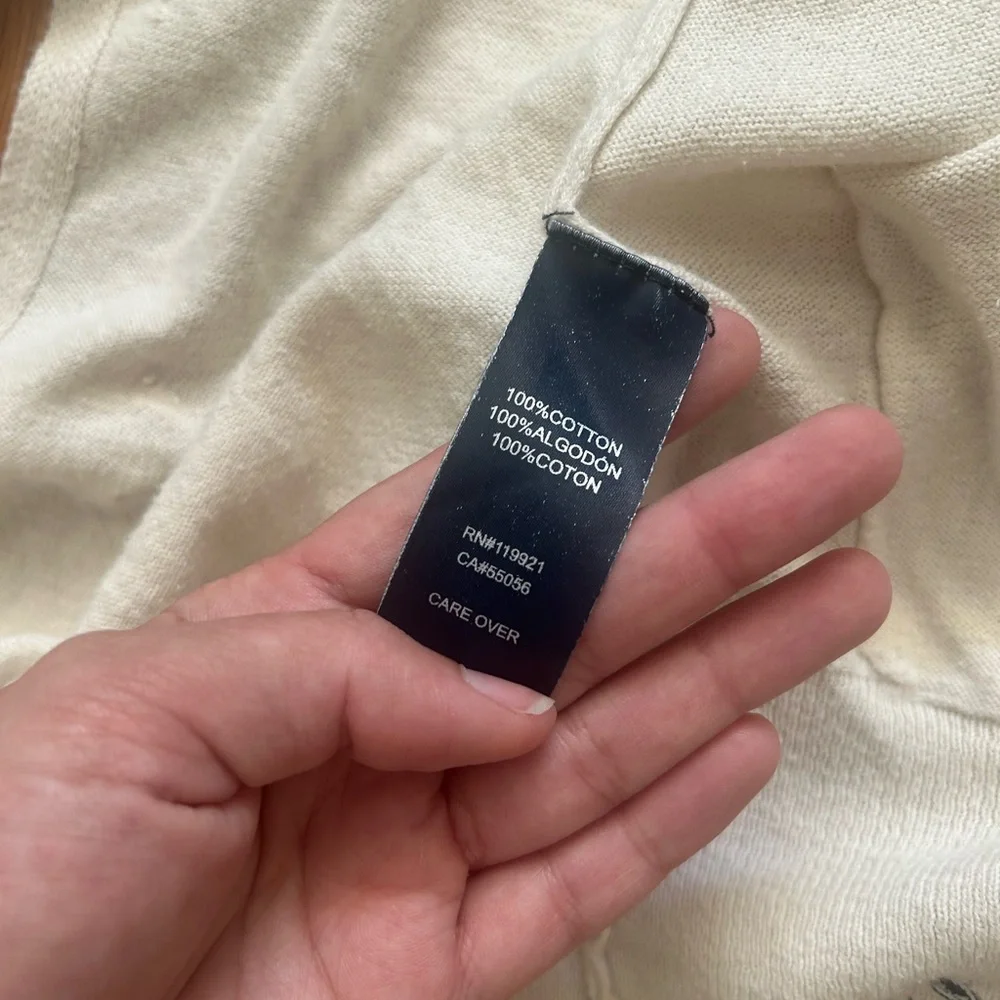 100%COTTON
100%ALGODÓN
100%COTON
RN#119921
CA#55056
CARE OVER